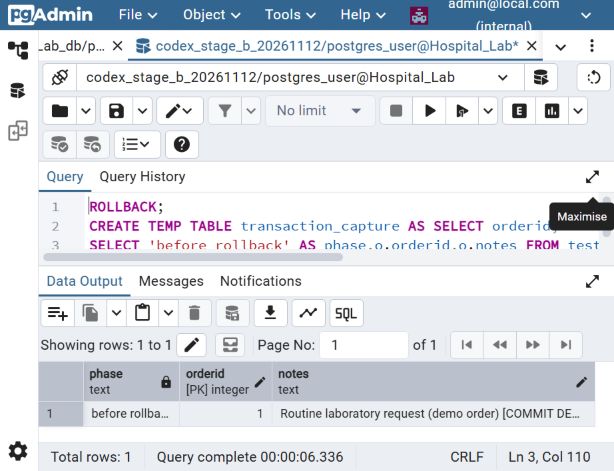 pgAdmin File Object Tools Help admin@local.com (internal)
_ab_db/p... codex_stage_b_20261112/postgres_user@Hospital_Lab*
codex_stage_b_20261112/postgres_user@Hospital_Lab
No limit
E
Query Query History
1 ROLLBACK;
2 CREATE TEMP TABLE transaction_capture AS SELECT orderid
3 SELECT 'before rollback' AS phase,o.orderid,o.notes FROM test
Maximise
Data Output Messages Notifications
SQL
Showing rows: 1 to 1 Page No: 1 of 1
phase orderid notes
text [PK] integer text
1 before rollba... 1 Routine laboratory request (demo order) [COMMIT DE...
Total rows: 1 Query complete 00:00:06.336 CRLF Ln 3, Col 110